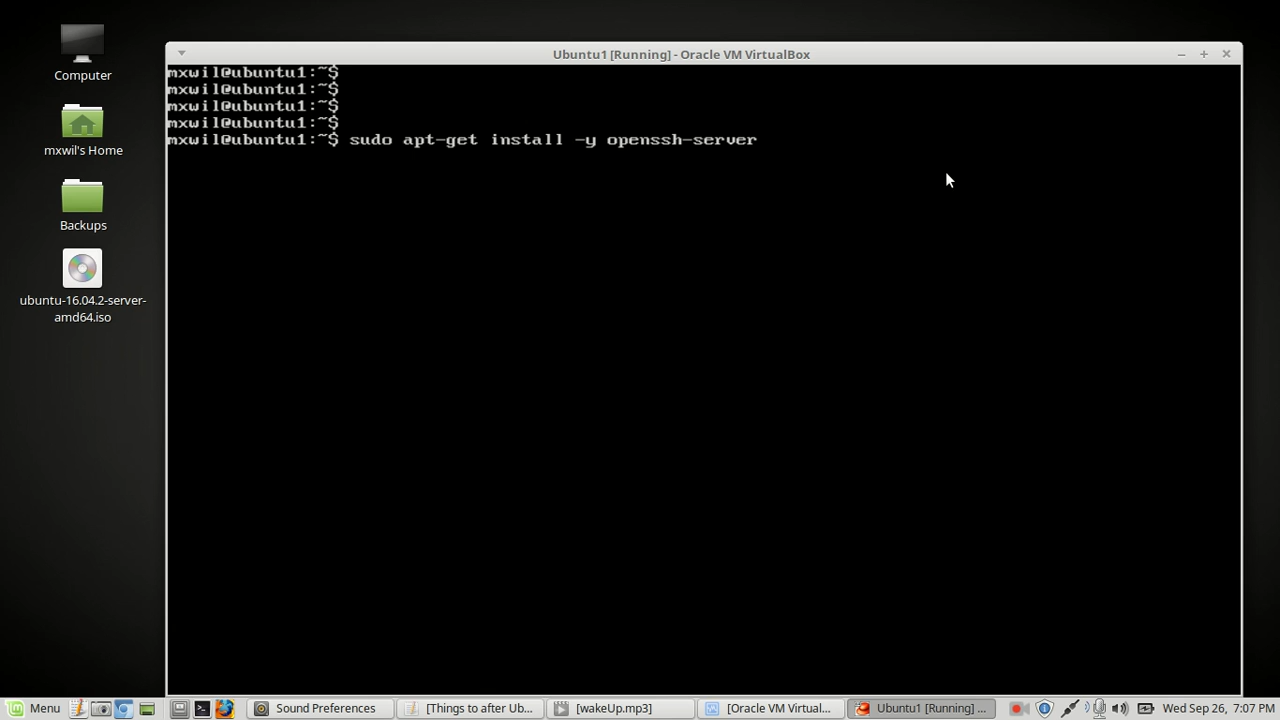 Computer
mxwil's Home
Backups
ubuntu-16.04.2-server-
amd64.iso
Ubuntu1 [Running] - Oracle VM VirtualBox
mxwil@ubuntu1:~$
mxwil@ubuntu1:~$
mxwil@ubuntu1:~$
mxwil@ubuntu1:~$
mxwil@ubuntu1:~$ sudo apt-get install -y openssh-server
Menu
Sound Preferences
[Things to after Ub...
[wakeUp.mp3]
[Oracle VM Virtual...
Ubuntu1 [Running] ...
Wed Sep 26, 7:07 PM